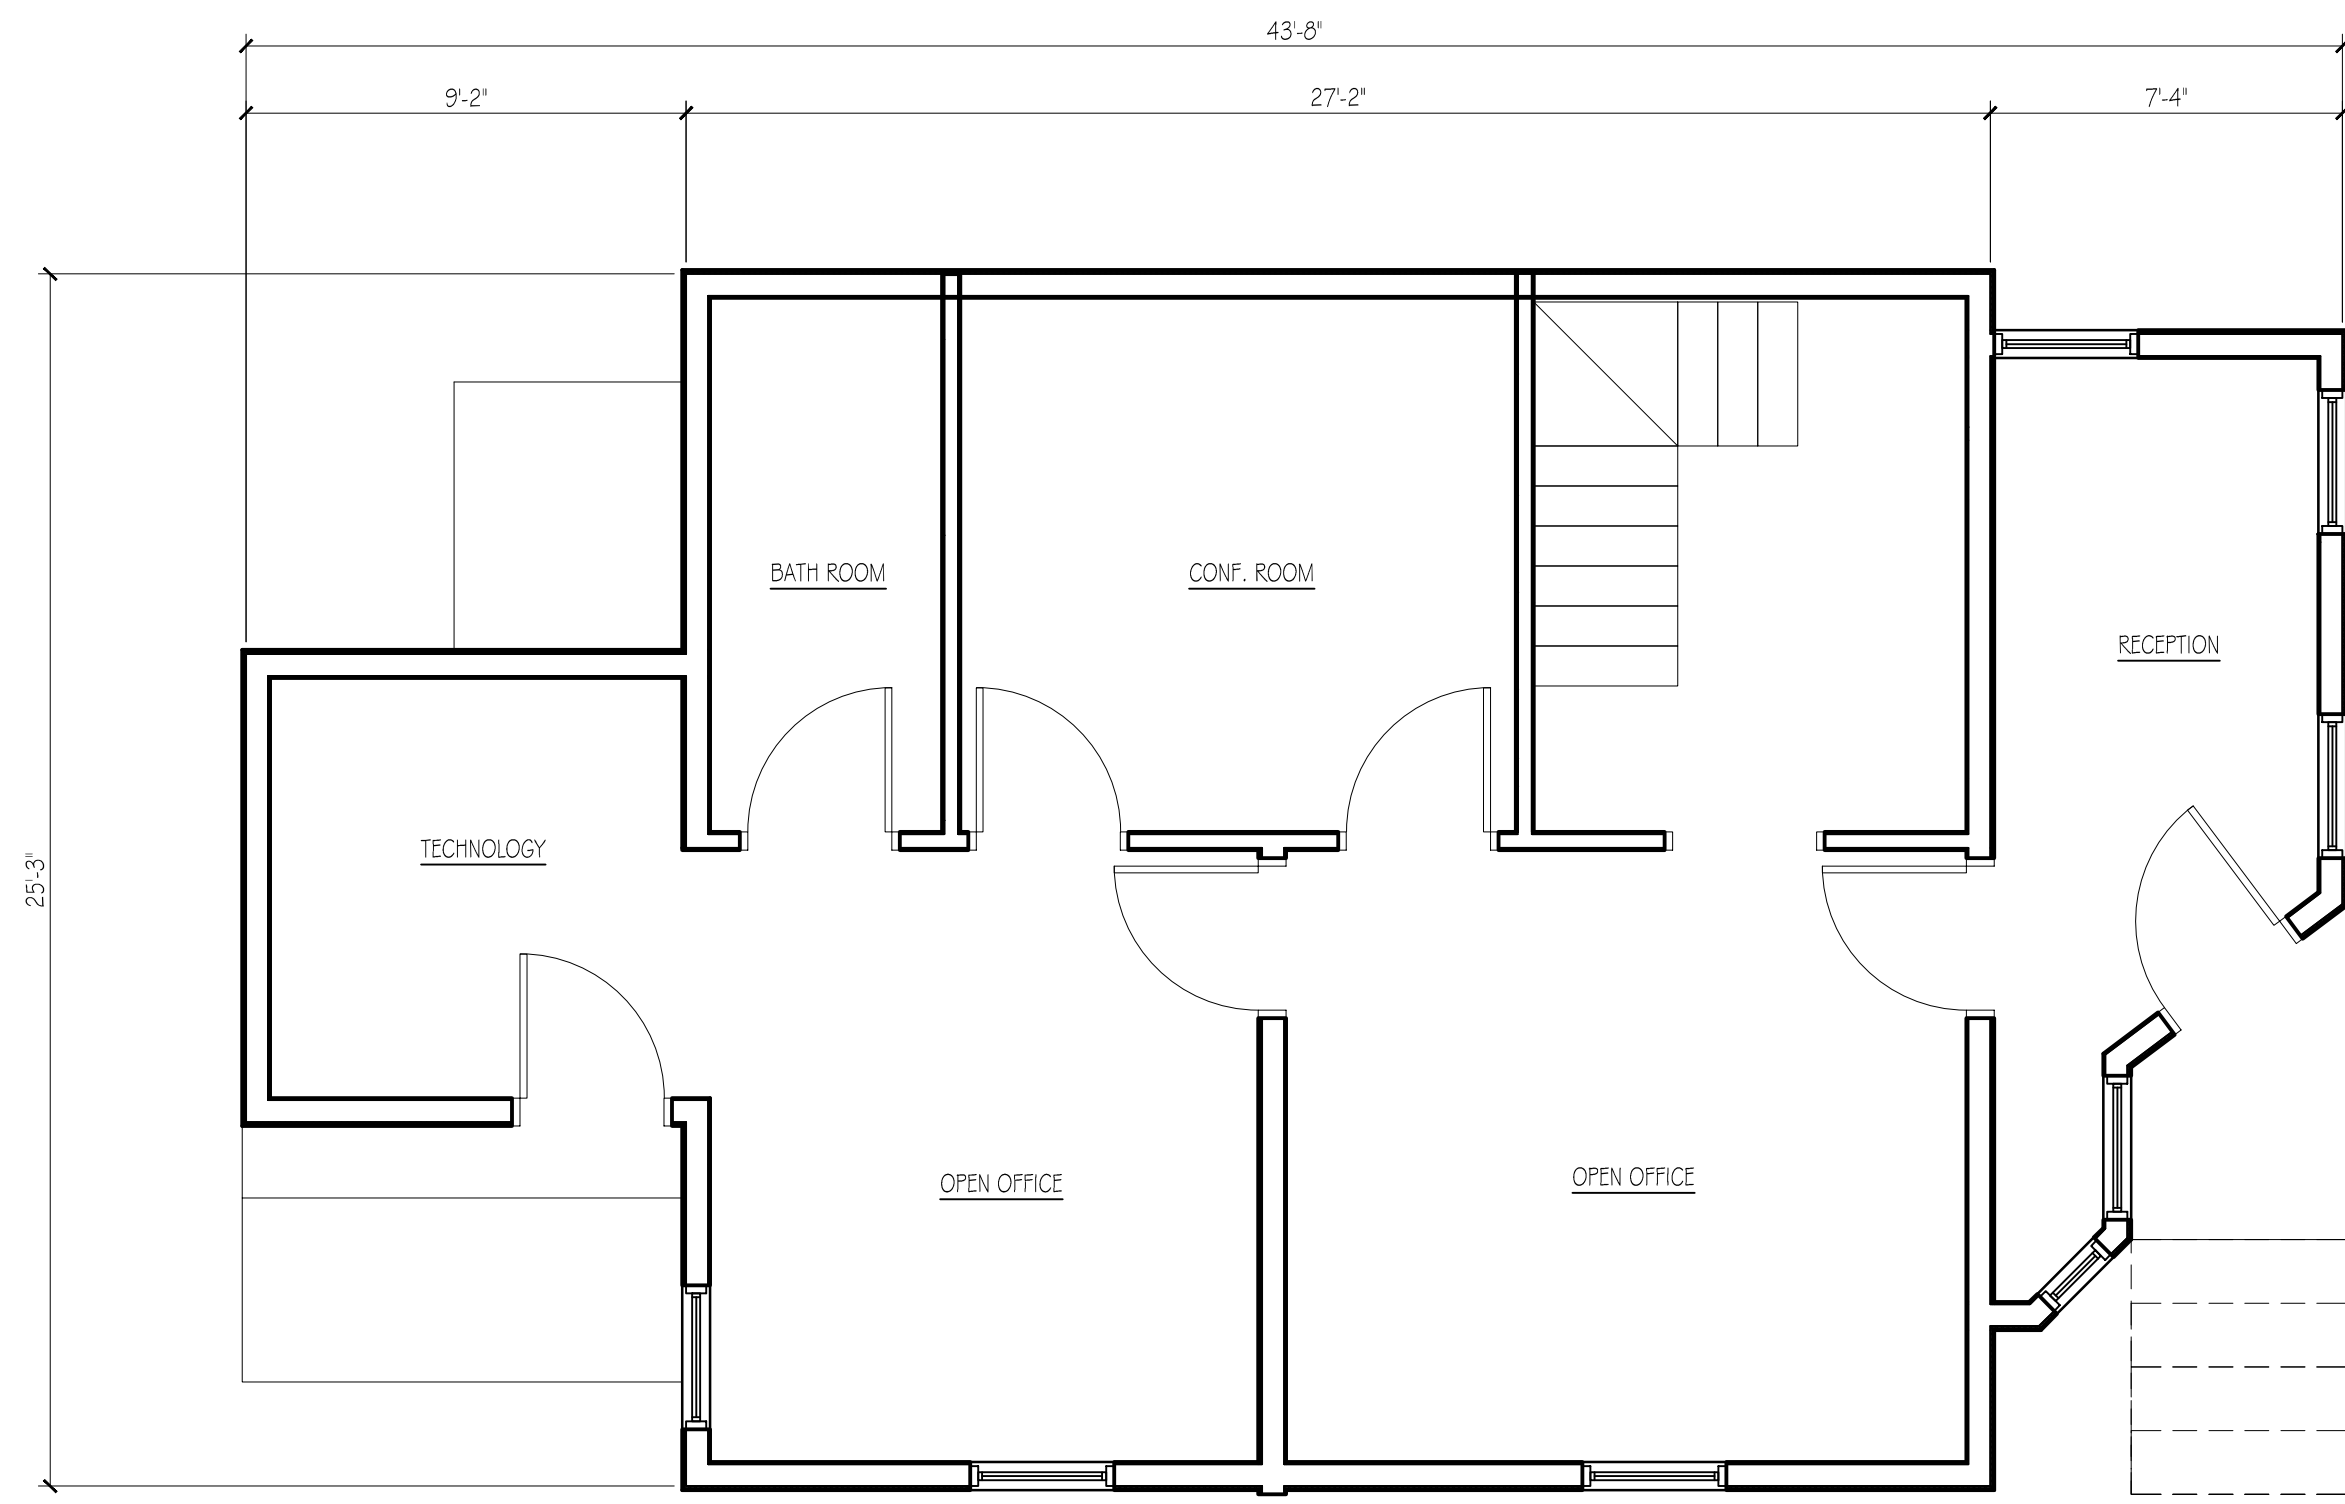 43'-8"
9'-2"
27'-2"
7'-4"
BATH ROOM
CONF. ROOM
RECEPTION
TECHNOLOGY
25'-3"
OPEN OFFICE
OPEN OFFICE